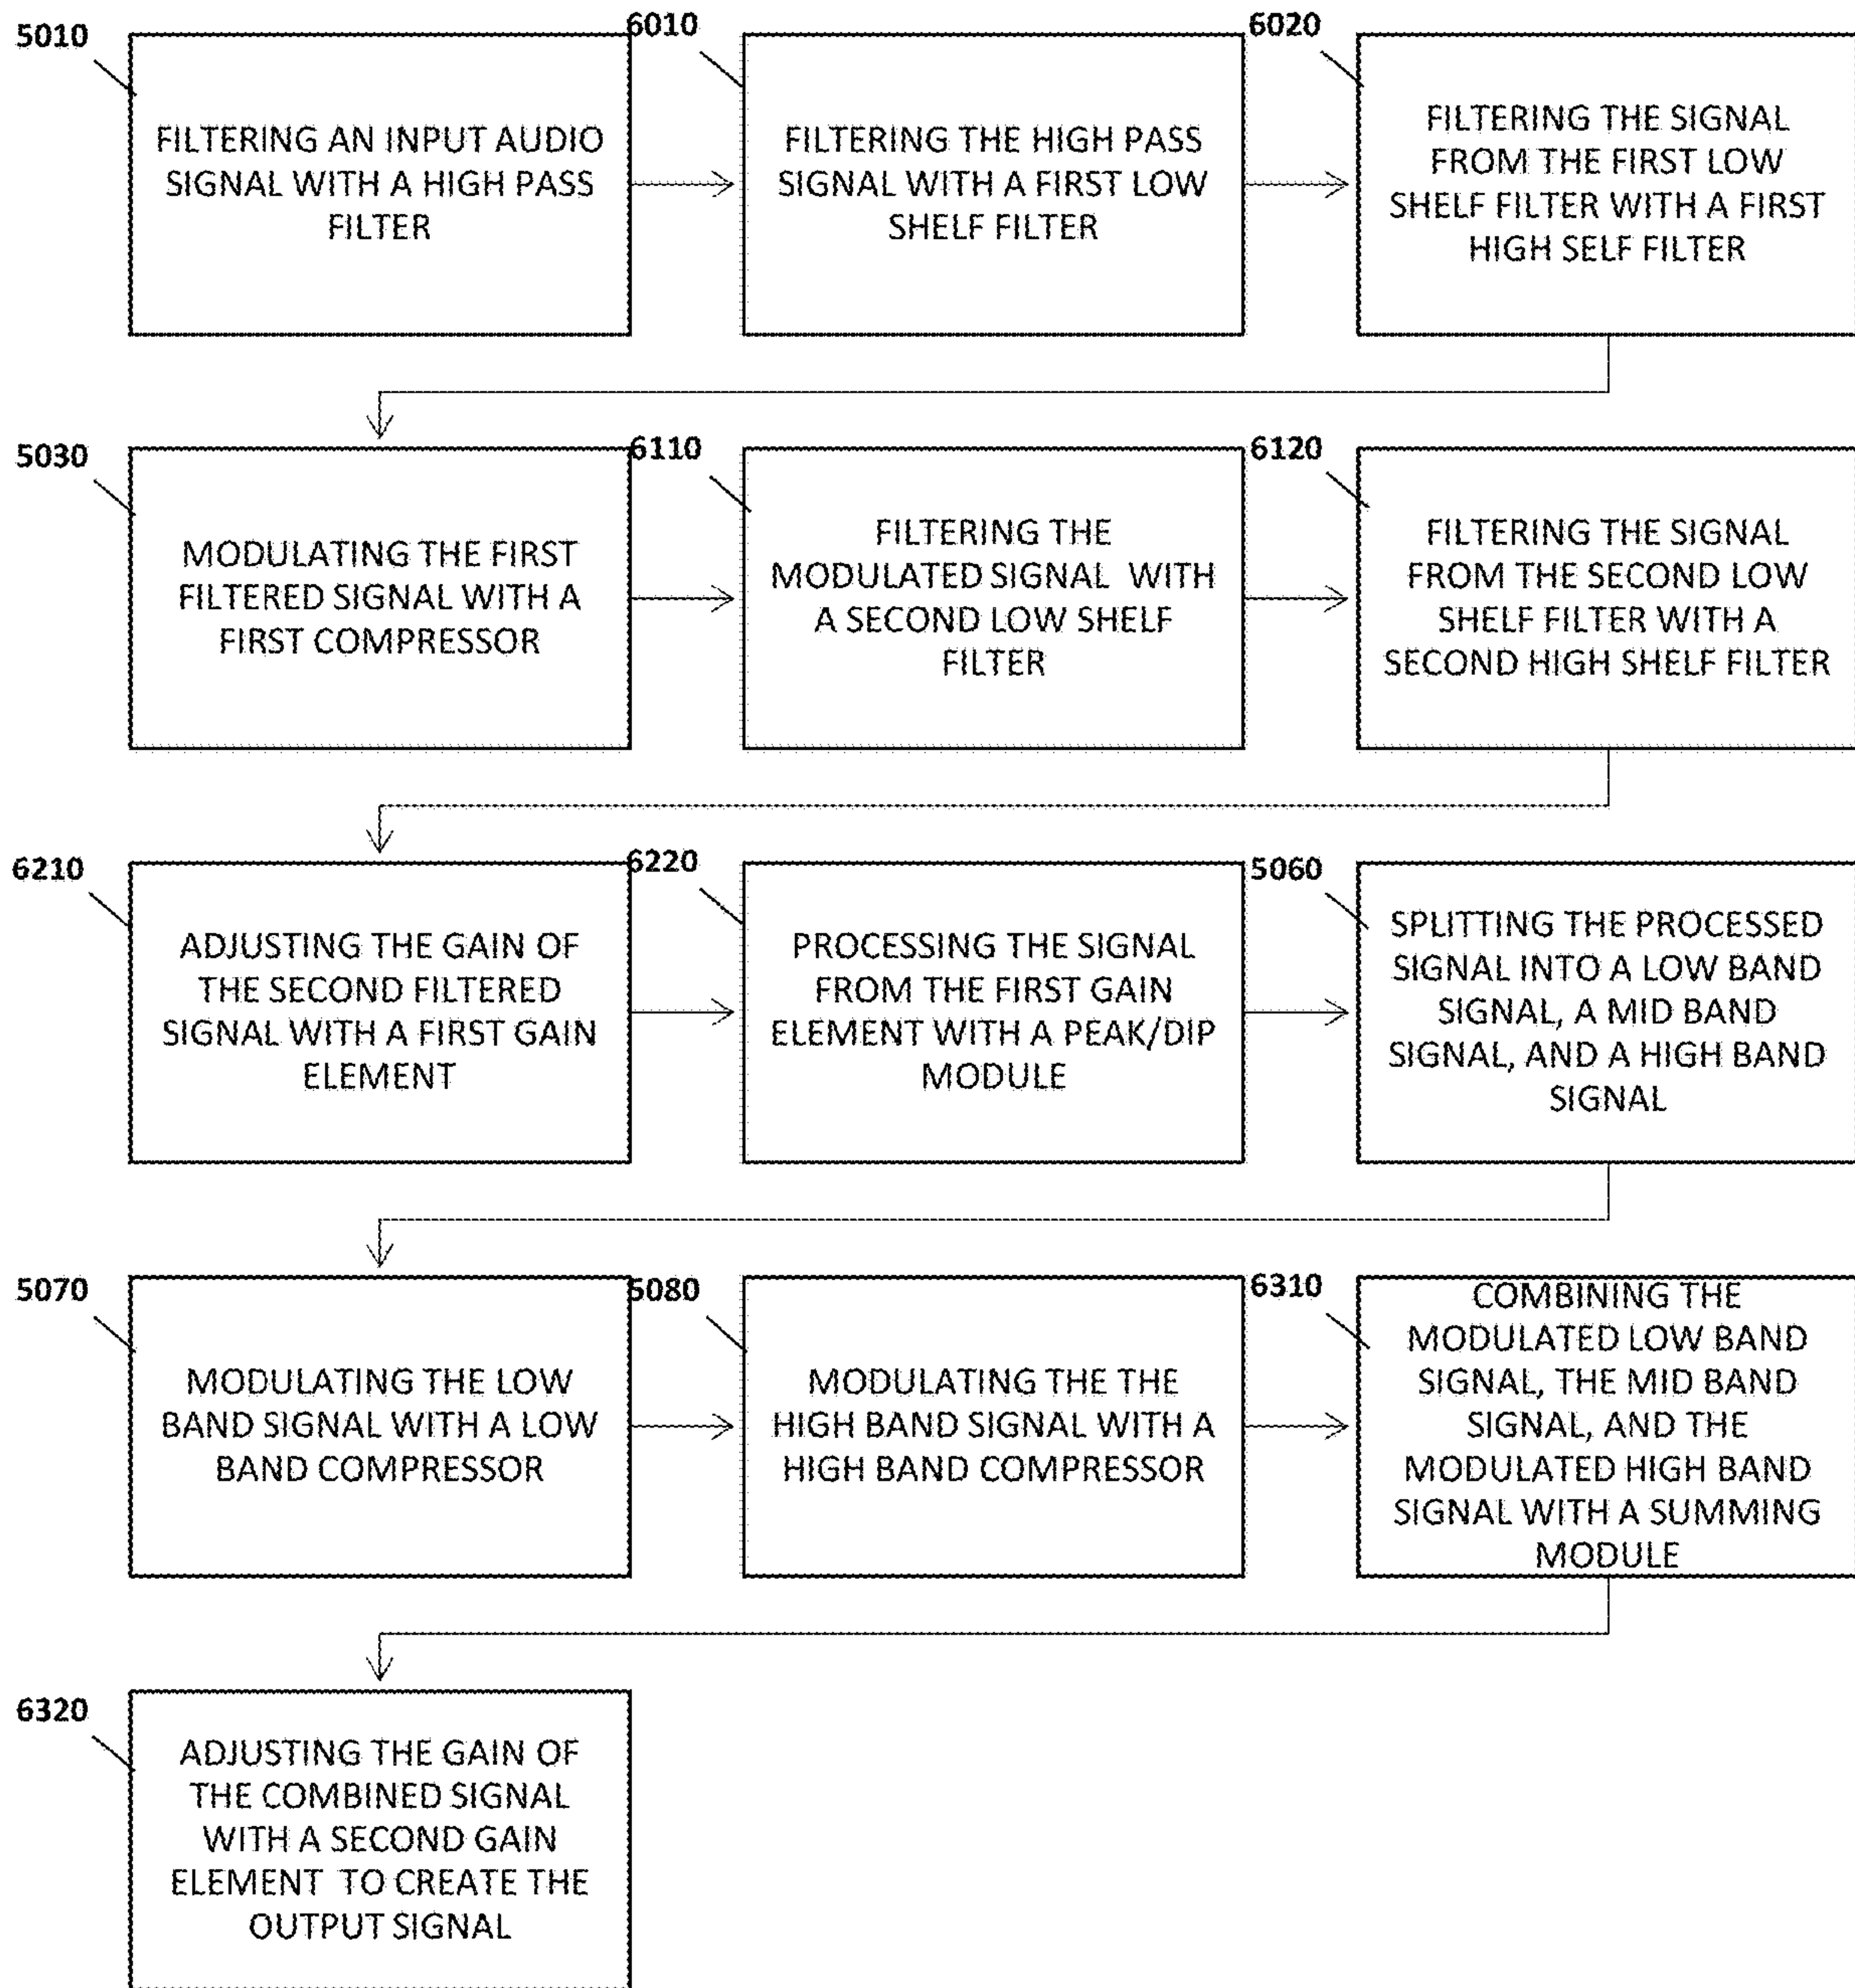 5010
FILTERING AN INPUT AUDIO
SIGNAL WITH A HIGH PASS
FILTER
6010
FILTERING THE HIGH PASS
SIGNAL WITH A FIRST LOW
SHELF FILTER
6020
FILTERING THE SIGNAL
FROM THE FIRST LOW
SHELF FILTER WITH A FIRST
HIGH SELF FILTER
5030
MODULATING THE FIRST
FILTERED SIGNAL WITH A
FIRST COMPRESSOR
6110
FILTERING THE
MODULATED SIGNAL WITH
A SECOND LOW SHELF
FILTER
6120
FILTERING THE SIGNAL
FROM THE SECOND LOW
SHELF FILTER WITH A
SECOND HIGH SHELF FILTER
6210
ADJUSTING THE GAIN OF
THE SECOND FILTERED
SIGNAL WITH A FIRST GAIN
ELEMENT
6220
PROCESSING THE SIGNAL
FROM THE FIRST GAIN
ELEMENT WITH A PEAK/DIP
MODULE
5060
SPLITTING THE PROCESSED
SIGNAL INTO A LOW BAND
SIGNAL, A MID BAND
SIGNAL, AND A HIGH BAND
SIGNAL
5070
MODULATING THE LOW
BAND SIGNAL WITH A LOW
BAND COMPRESSOR
5080
MODULATING THE THE
HIGH BAND SIGNAL WITH A
HIGH BAND COMPRESSOR
6310
COMBINING THE
MODULATED LOW BAND
SIGNAL, THE MID BAND
SIGNAL, AND THE
MODULATED HIGH BAND
SIGNAL WITH A SUMMING
MODULE
6320
ADJUSTING THE GAIN OF
THE COMBINED SIGNAL
WITH A SECOND GAIN
ELEMENT TO CREATE THE
OUTPUT SIGNAL